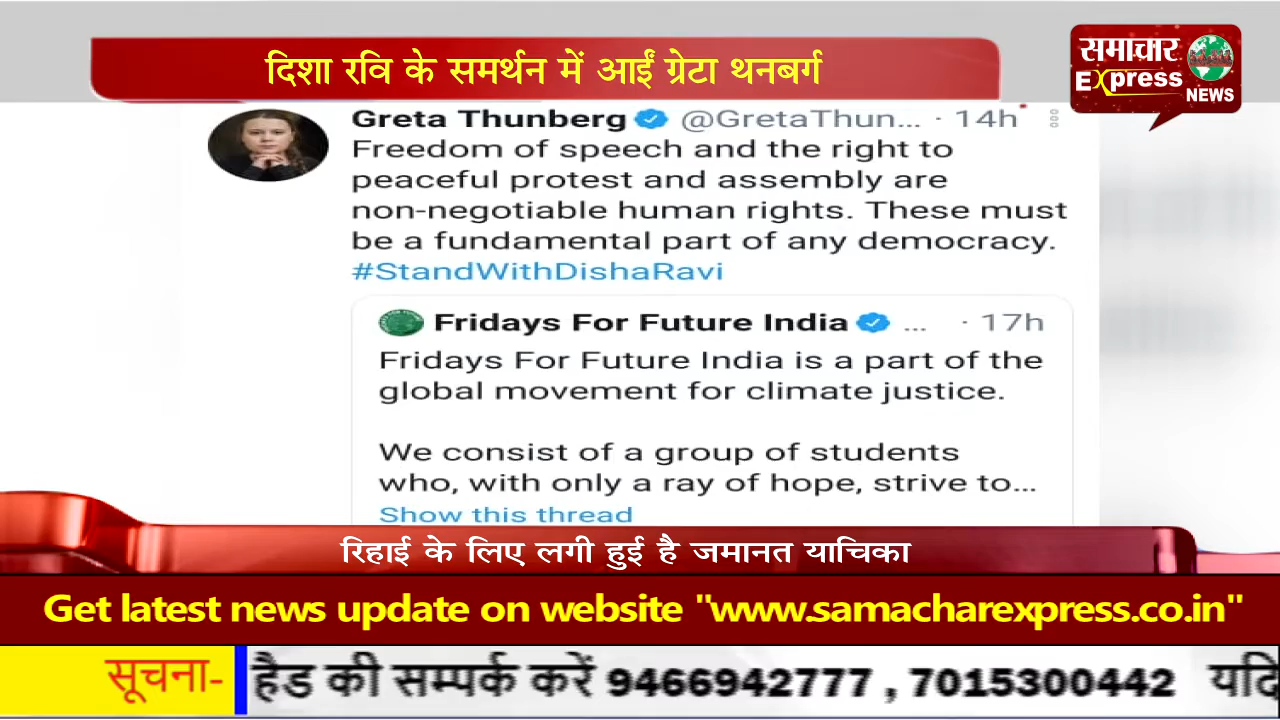 दिशा रवि के समर्थन में आईं ग्रेटा थनबर्ग
समाचार
Express
NEWS
Greta Thunberg @GretaThun... · 14h
Freedom of speech and the right to
peaceful protest and assembly are
non-negotiable human rights. These must
be a fundamental part of any democracy.
#StandWithDishaRavi
Fridays For Future India ... · 17h
Fridays For Future India is a part of the
global movement for climate justice.
We consist of a group of students
who, with only a ray of hope, strive to...
Show this thread
रिहाई के लिए लगी हुई है जमानत याचिका
Get latest news update on website "www.samacharexpress.co.in"
सूचना- हैड की सम्पर्क करें 9466942777 , 7015300442 यदि